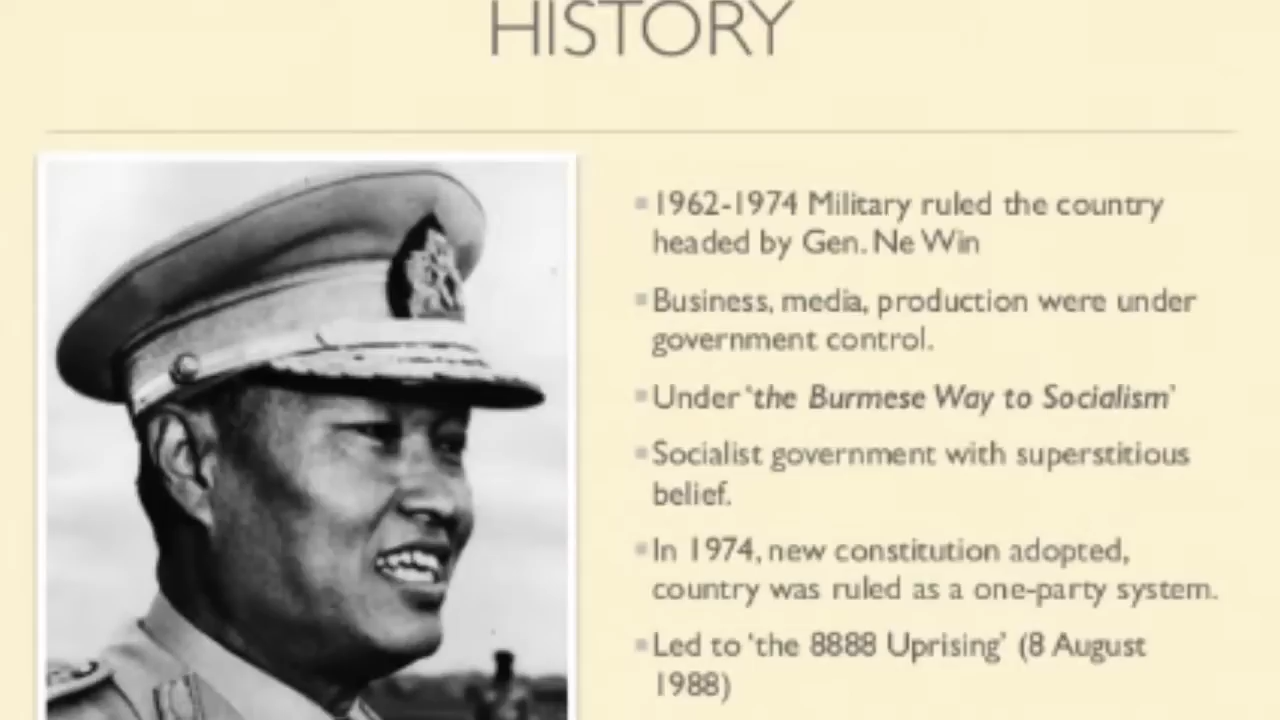 HISTORY
1962-1974 Military ruled the country
headed by Gen. Ne Win
Business, media, production were under
government control.
Under 'the Burmese Way to Socialism'
Socialist government with superstitious
belief.
In 1974, new constitution adopted,
country was ruled as a one-party system.
Led to 'the 8888 Uprising' (8 August
1988)